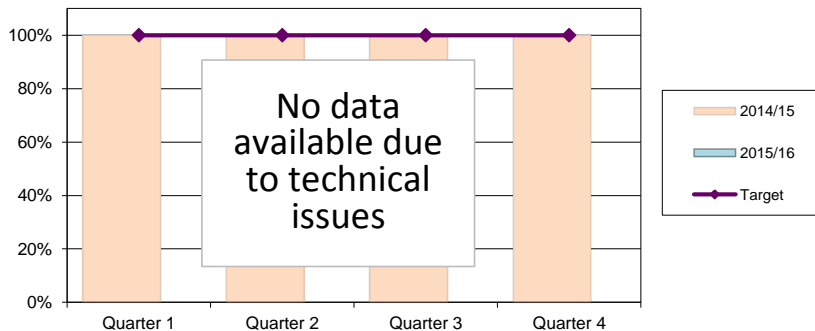 100%
80%
60%
40%
20%
0%
No data
available due
to technical
issues
Quarter 1
Quarter 2
Quarter 3
Quarter 4
2014/15
2015/16
Target